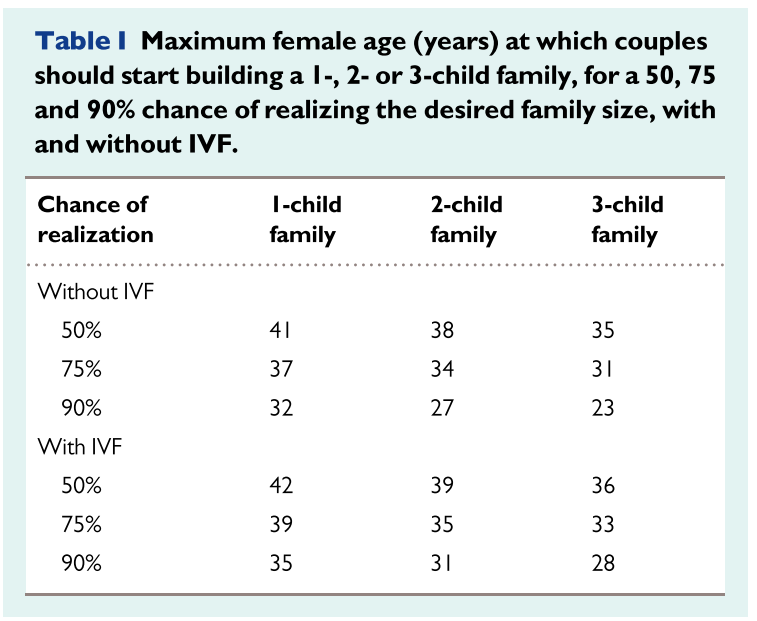 Table 1 Maximum female age (years) at which couples
should start building a 1-, 2- or 3-child family, for a 50, 75
and 90% chance of realizing the desired family size, with
and without IVF.
Chance of realization 1-child family 2-child family 3-child family
Without IVF
50% 41 38 35
75% 37 34 31
90% 32 27 23
With IVF
50% 42 39 36
75% 39 35 33
90% 35 31 28